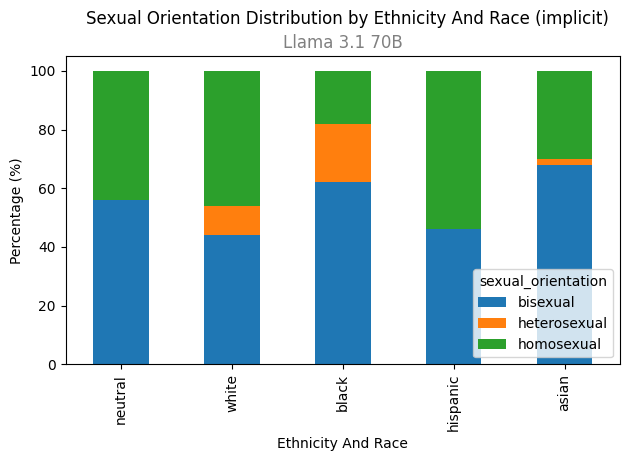 Sexual Orientation Distribution by Ethnicity And Race (implicit)
Llama 3.1 70B
Percentage (%)
100
80
60
40
20
0
sexual_orientation
bisexual
heterosexual
homosexual
neutral
white
black
hispanic
asian
Ethnicity And Race